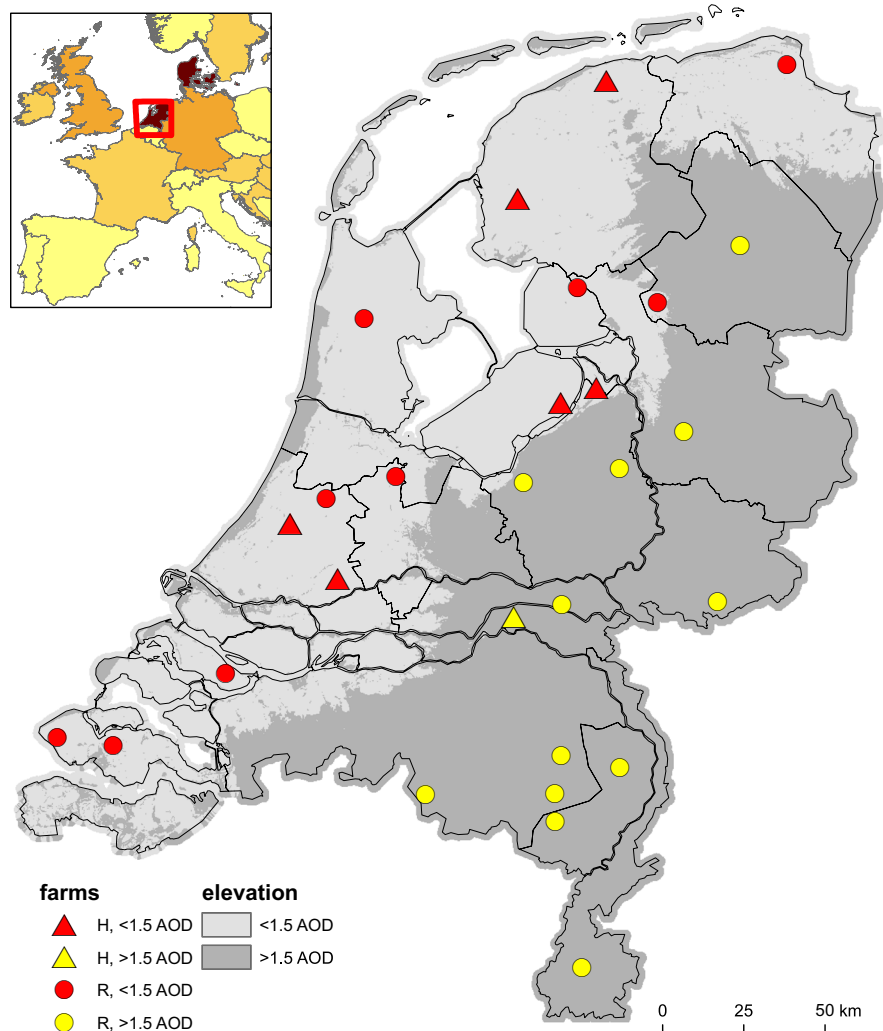 farms elevation
H, <1.5 AOD <1.5 AOD
H, >1.5 AOD >1.5 AOD
R, <1.5 AOD
R, >1.5 AOD
0 25 50 km